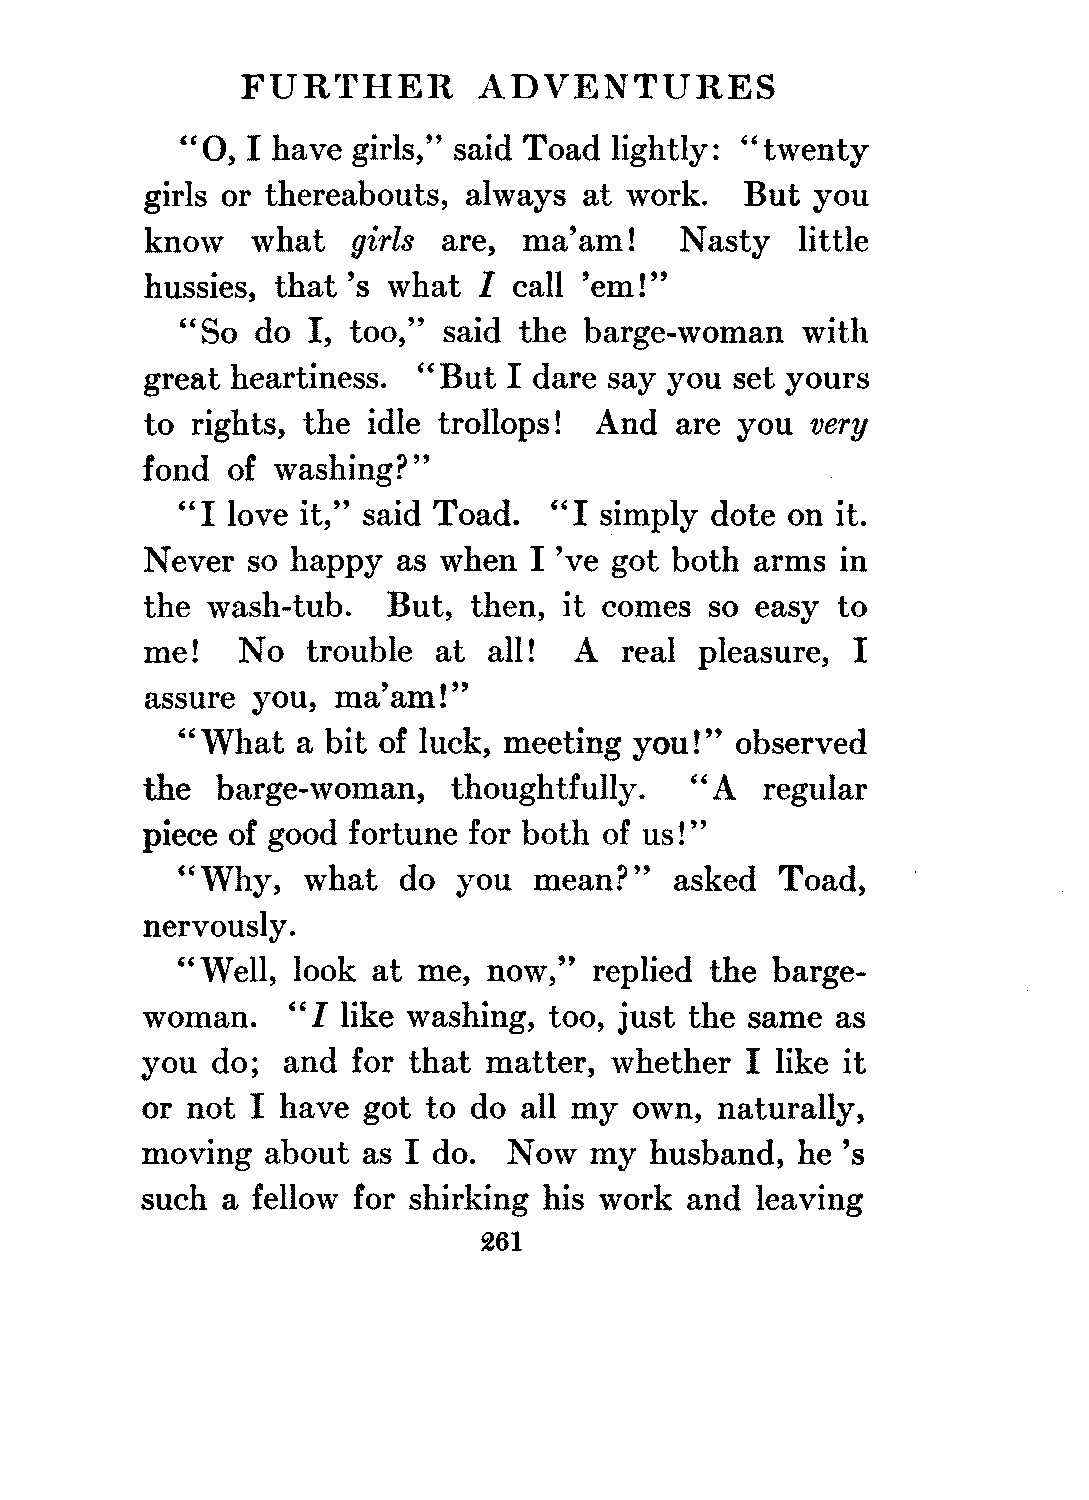 FURTHER ADVENTURES
“O, I have girls,” said Toad lightly: “twenty
girls or thereabouts, always at work. But you
know what girls are, ma’am! Nasty little
hussies, that ’s what I call ’em!”
“So do I, too,” said the barge-woman with
great heartiness. “But I dare say you set yours
to rights, the idle trollops! And are you very
fond of washing?”
“I love it,” said Toad. “I simply dote on it.
Never so happy as when I ’ve got both arms in
the wash-tub. But, then, it comes so easy to
me! No trouble at all! A real pleasure, I
assure you, ma’am!”
“What a bit of luck, meeting you!” observed
the barge-woman, thoughtfully. “A regular
piece of good fortune for both of us!”
“Why, what do you mean?” asked Toad,
nervously.
“Well, look at me, now,” replied the barge-
woman. “I like washing, too, just the same as
you do; and for that matter, whether I like it
or not I have got to do all my own, naturally,
moving about as I do. Now my husband, he ’s
such a fellow for shirking his work and leaving
261